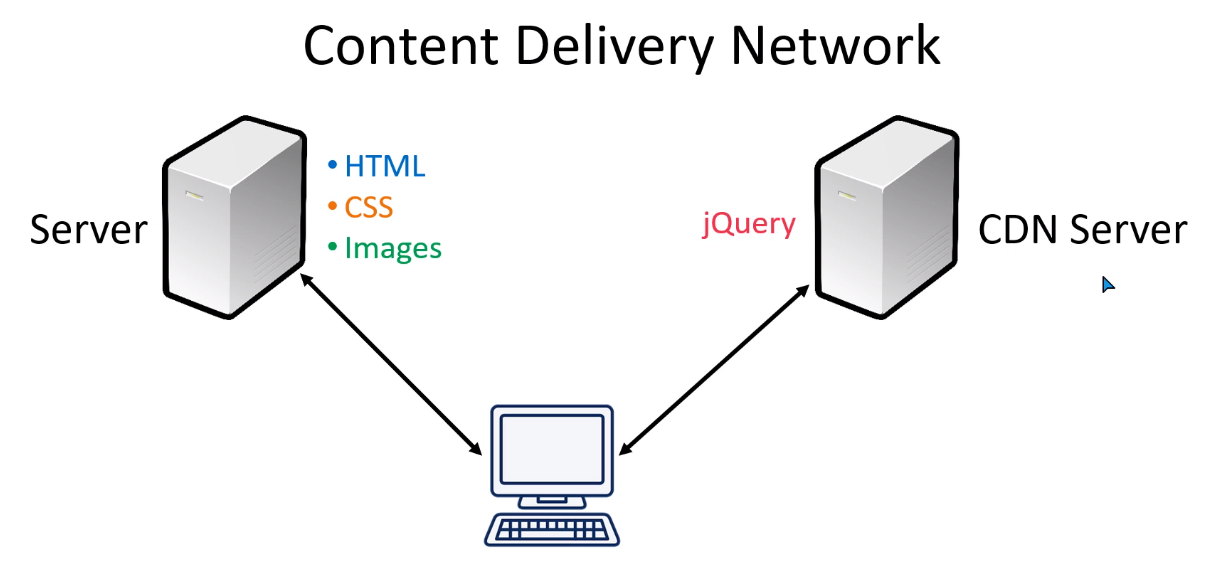 Content Delivery Network
Server
• HTML
• CSS
• Images
jQuery
CDN Server